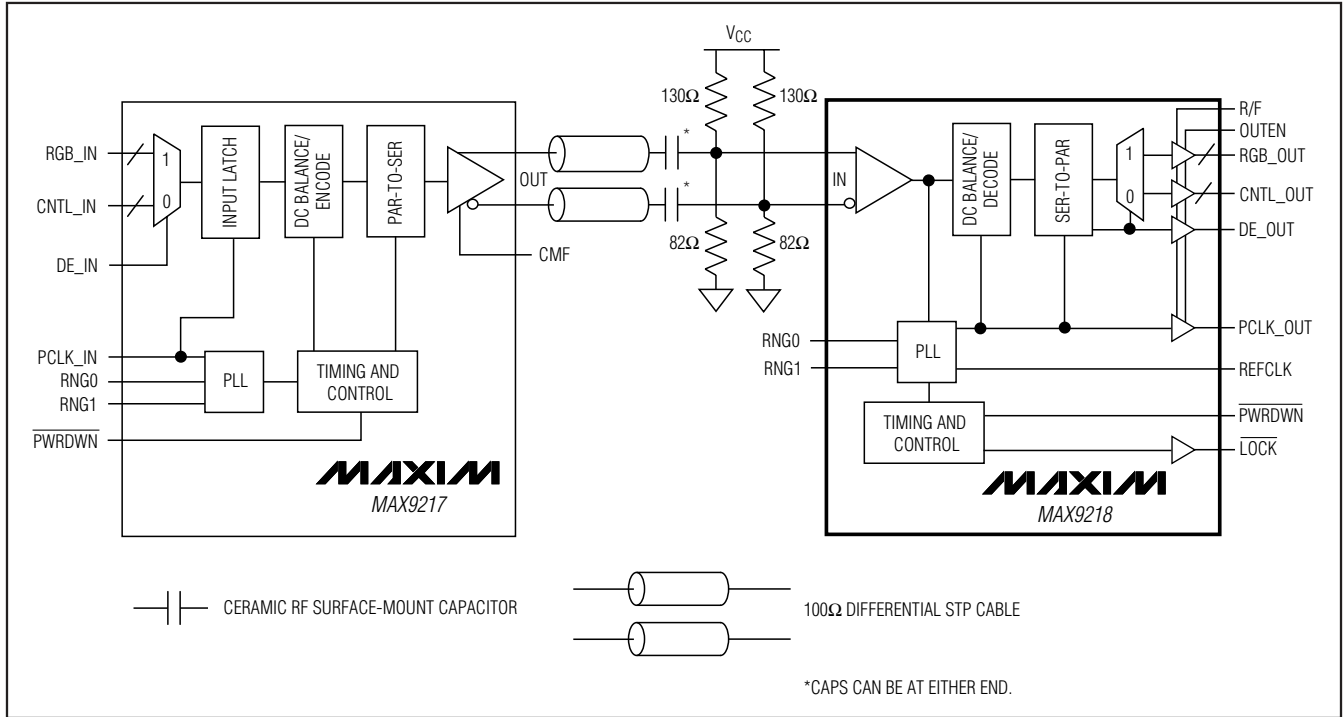 VCC
130Ω
130Ω
RGB_IN
CNTL_IN
DE_IN
1
0
INPUT LATCH
DC BALANCE/
ENCODE
PAR-TO-SER
OUT
CMF
*
*
82Ω
82Ω
PCLK_IN
RNG0
RNG1
PWRDWN
PLL
TIMING AND
CONTROL
MAXIM
MAX9217
IN
DC BALANCE/
DECODE
SER-TO-PAR
1
0
R/F
OUTEN
RGB_OUT
CNTL_OUT
DE_OUT
PCLK_OUT
RNG0
RNG1
PLL
REFCLK
TIMING AND
CONTROL
PWRDWN
LOCK
MAXIM
MAX9218
CERAMIC RF SURFACE-MOUNT CAPACITOR
100Ω DIFFERENTIAL STP CABLE
*CAPS CAN BE AT EITHER END.